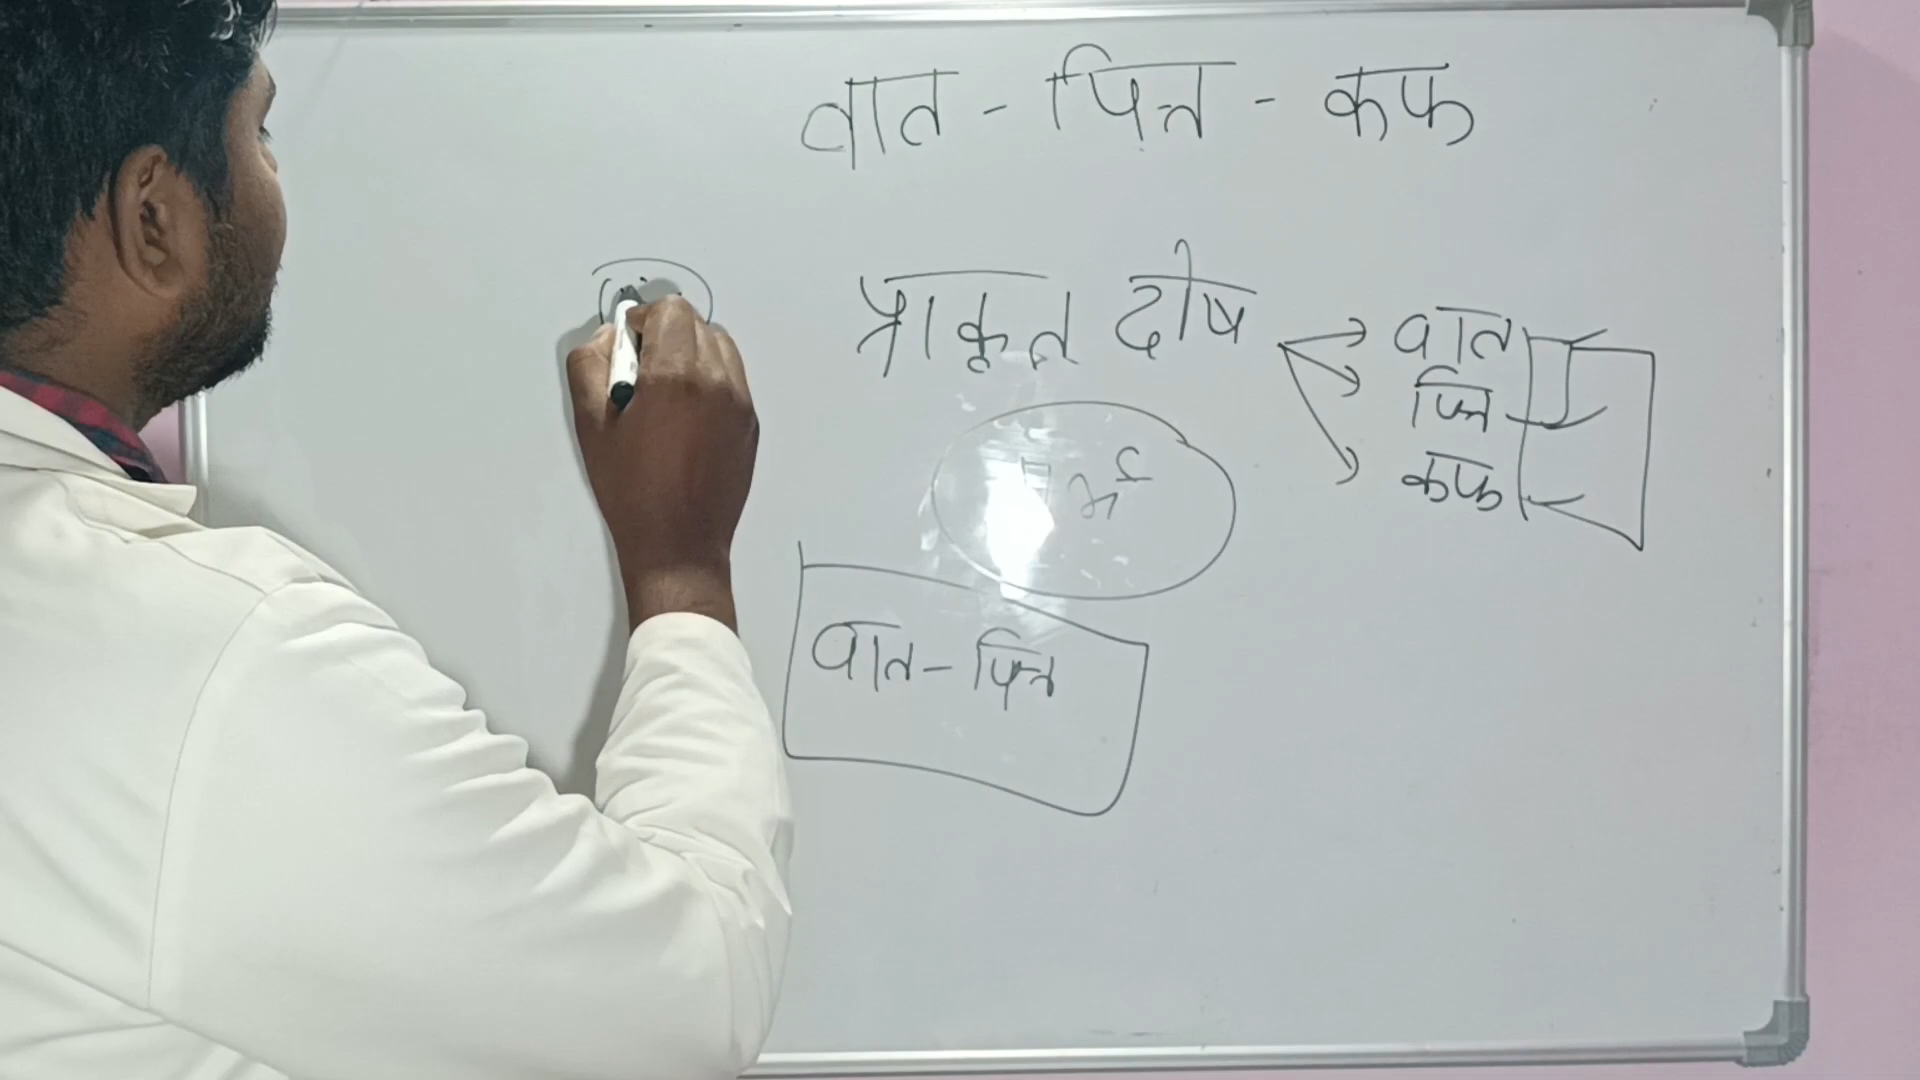 वात - पित्त - कफ
प्राकृत दोष
वात
पित्त
कफ
वात - पित्त